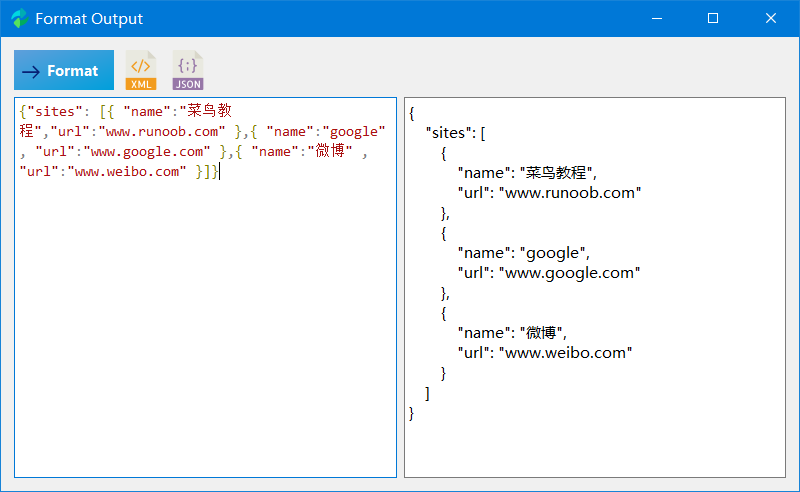 Format Output
Format
XML
JSON
{"sites": [{ "name":"菜鸟教
程","url":"www.runoob.com" },{ "name":"google"
, "url":"www.google.com" },{ "name":"微博" ,
"url":"www.weibo.com" }]}
{
    "sites": [
        {
            "name": "菜鸟教程",
            "url": "www.runoob.com"
        },
        {
            "name": "google",
            "url": "www.google.com"
        },
        {
            "name": "微博",
            "url": "www.weibo.com"
        }
    ]
}